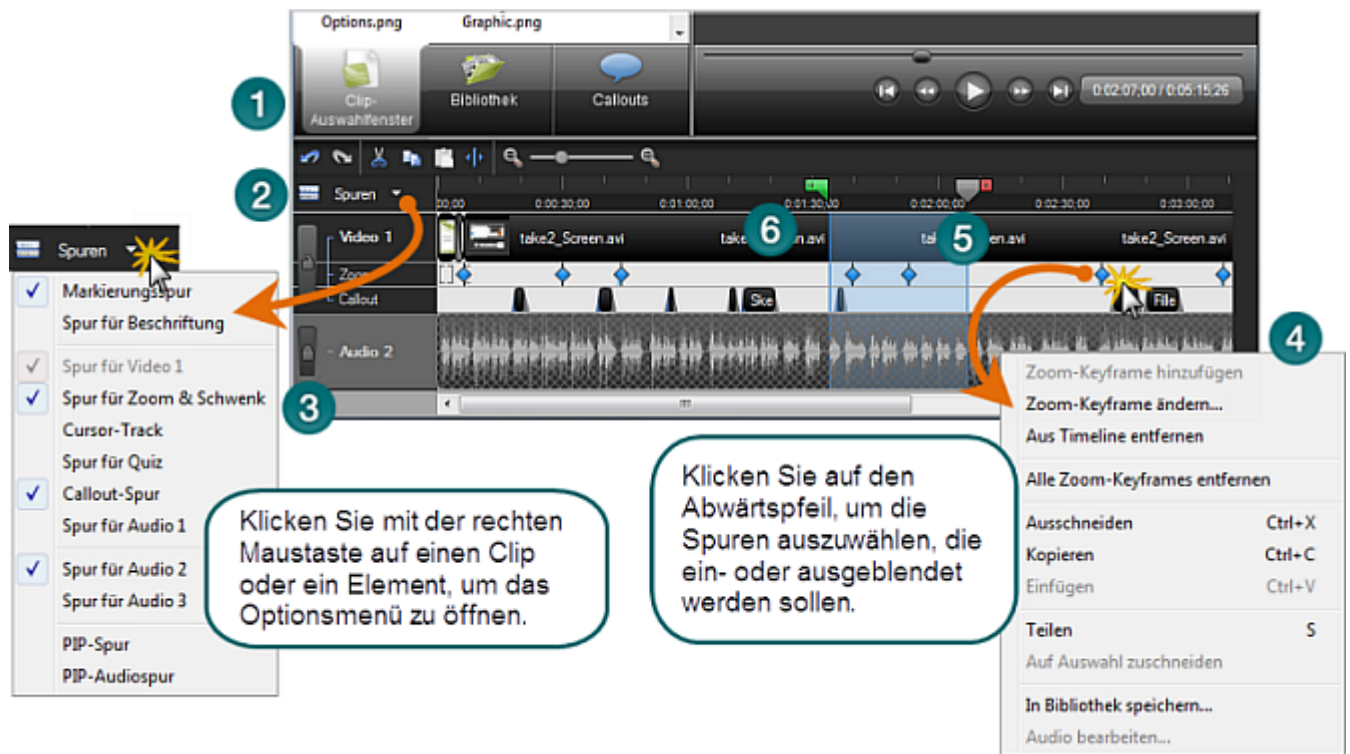 Options.png Graphic.png
1
Clip-
Auswahlfenster
Bibliothek
Callouts
0:02:07,00 / 0:05:15,26
2
Spuren
00;00 0:00:30;00 0:01:00;00 0:01:30;00 0:02:00;00 0:02:30;00 0:03:00;00
6
5
Video 1
take2_Screen.avi
take2_Screen.avi
Zoom
Callout
Ske
File
Audio 2
3
4
Spuren
Markierungsspur
Spur für Beschriftung
Spur für Video 1
Spur für Zoom & Schwenk
Cursor-Track
Spur für Quiz
Callout-Spur
Spur für Audio 1
Spur für Audio 2
Spur für Audio 3
PIP-Spur
PIP-Audiospur
Klicken Sie mit der rechten
Maustaste auf einen Clip
oder ein Element, um das
Optionsmenü zu öffnen.
Klicken Sie auf den
Abwärtspfeil, um die
Spuren auszuwählen, die
ein- oder ausgeblendet
werden sollen.
Zoom-Keyframe hinzufügen
Zoom-Keyframe ändern...
Aus Timeline entfernen
Alle Zoom-Keyframes entfernen
Ausschneiden Ctrl+X
Kopieren Ctrl+C
Einfügen Ctrl+V
Teilen S
Auf Auswahl zuschneiden
In Bibliothek speichern...
Audio bearbeiten...